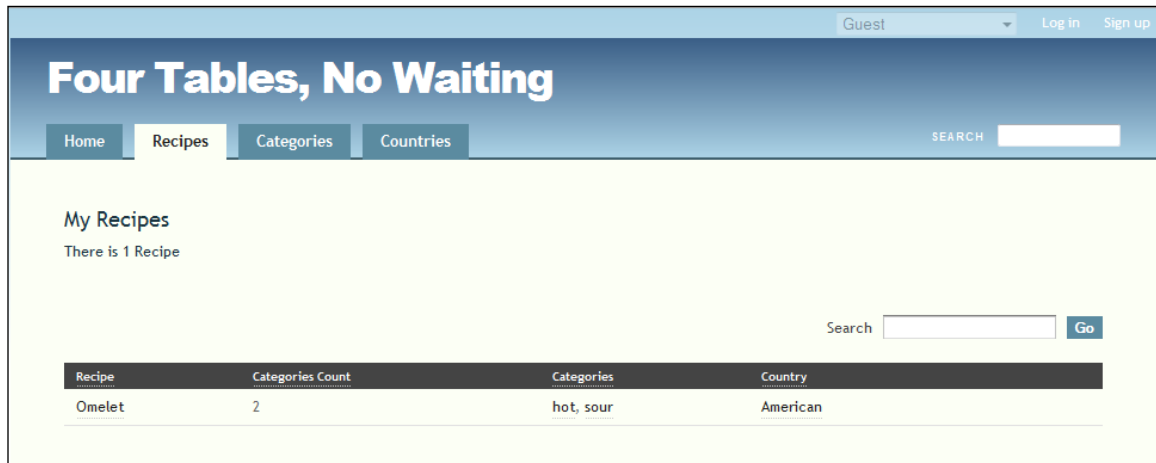 Guest Log in Sign up
Four Tables, No Waiting
Home Recipes Categories Countries SEARCH
My Recipes
There is 1 Recipe
Search Go
Recipe Categories Count Categories Country
Omelet 2 hot, sour American